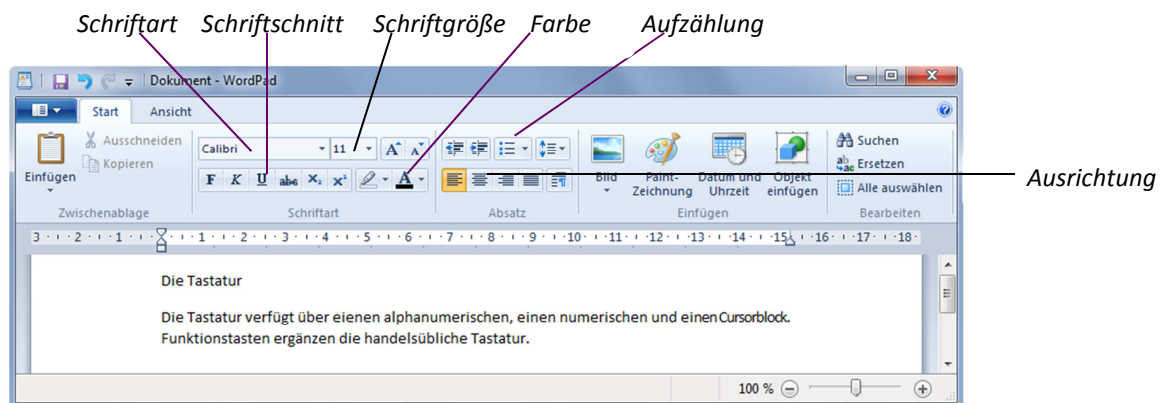 Schriftart Schriftschnitt Schriftgröße Farbe Aufzählung
Dokument - WordPad
Start Ansicht
Einfügen
Ausschneiden
Kopieren
Zwischenablage
Calibri 11 A A
F K U abc X₂ X² A
Schriftart
Absatz
Bild
Paint-
Zeichnung
Datum und
Uhrzeit
Objekt
einfügen
Einfügen
Suchen
Ersetzen
Alle auswählen
Bearbeiten
Ausrichtung
3 2 1 1 2 3 4 5 6 7 8 9 10 11 12 13 14 15 16 17 18
Die Tastatur
Die Tastatur verfügt über eienen alphanumerischen, einen numerischen und einen Cursorblock.
Funktionstasten ergänzen die handelsübliche Tastatur.
100 %